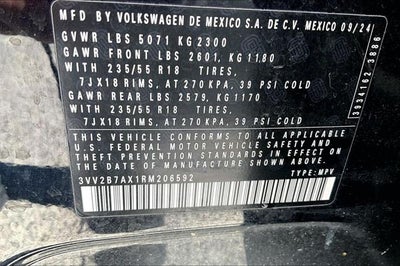 MFD BY VOLKSWAGEN DE MEXICO S.A. DE C.V. MEXICO 09/24
GVWR LBS 5071 KG 2300
GAWR FRONT LBS 2601, KG 1180
WITH 235/55 R18 TIRES,
7JX18 RIMS, AT 270 KPA, 39 PSI COLD
GAWR REAR LBS 2579, KG 1170
WITH 235/55 R18 TIRES,
7JX18 RIMS, AT 270 KPA, 39 PSI COLD
THIS VEHICLE CONFORMS TO ALL APPLICABLE
U.S. FEDERAL MOTOR VEHICLE SAFETY AND
THEFT PREVENTION STANDARDS IN EFFECT ON THE
DATE OF MANUFACTURE SHOWN ABOVE.
3VV2B7AX1RM206592 TYPE: MPV
3934162 3886